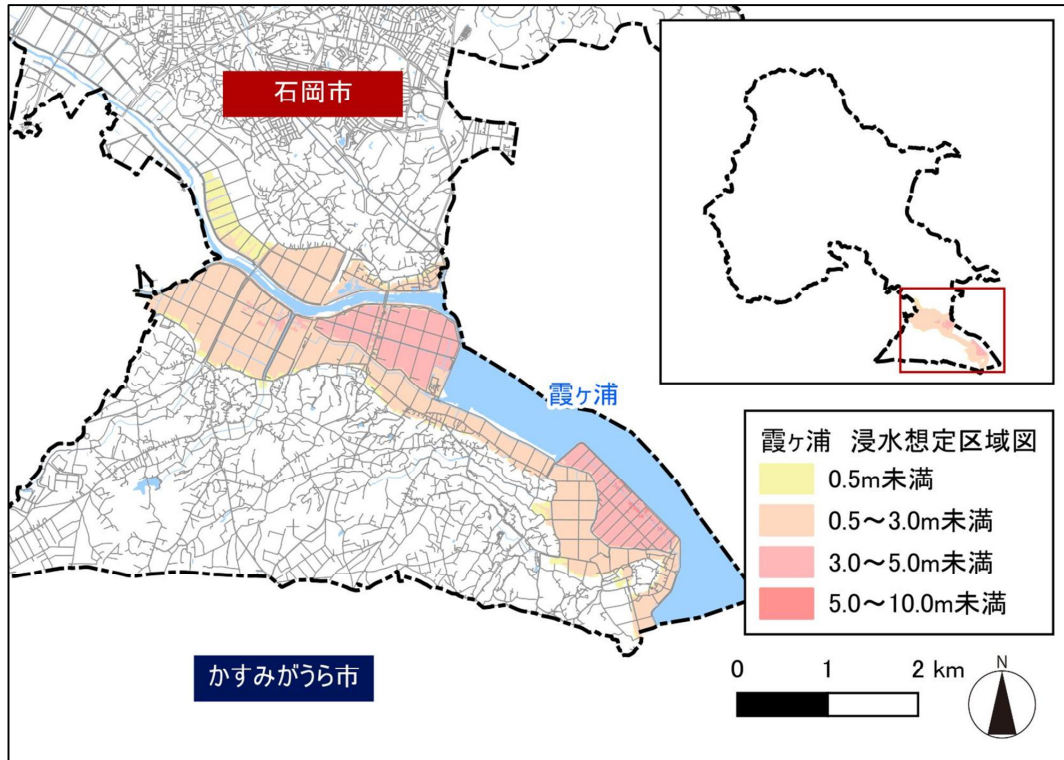 石岡市
霞ヶ浦
霞ヶ浦 浸水想定区域図
0.5m未満
0.5～3.0m未満
3.0～5.0m未満
5.0～10.0m未満
かすみがうら市
0 1 2 km
N